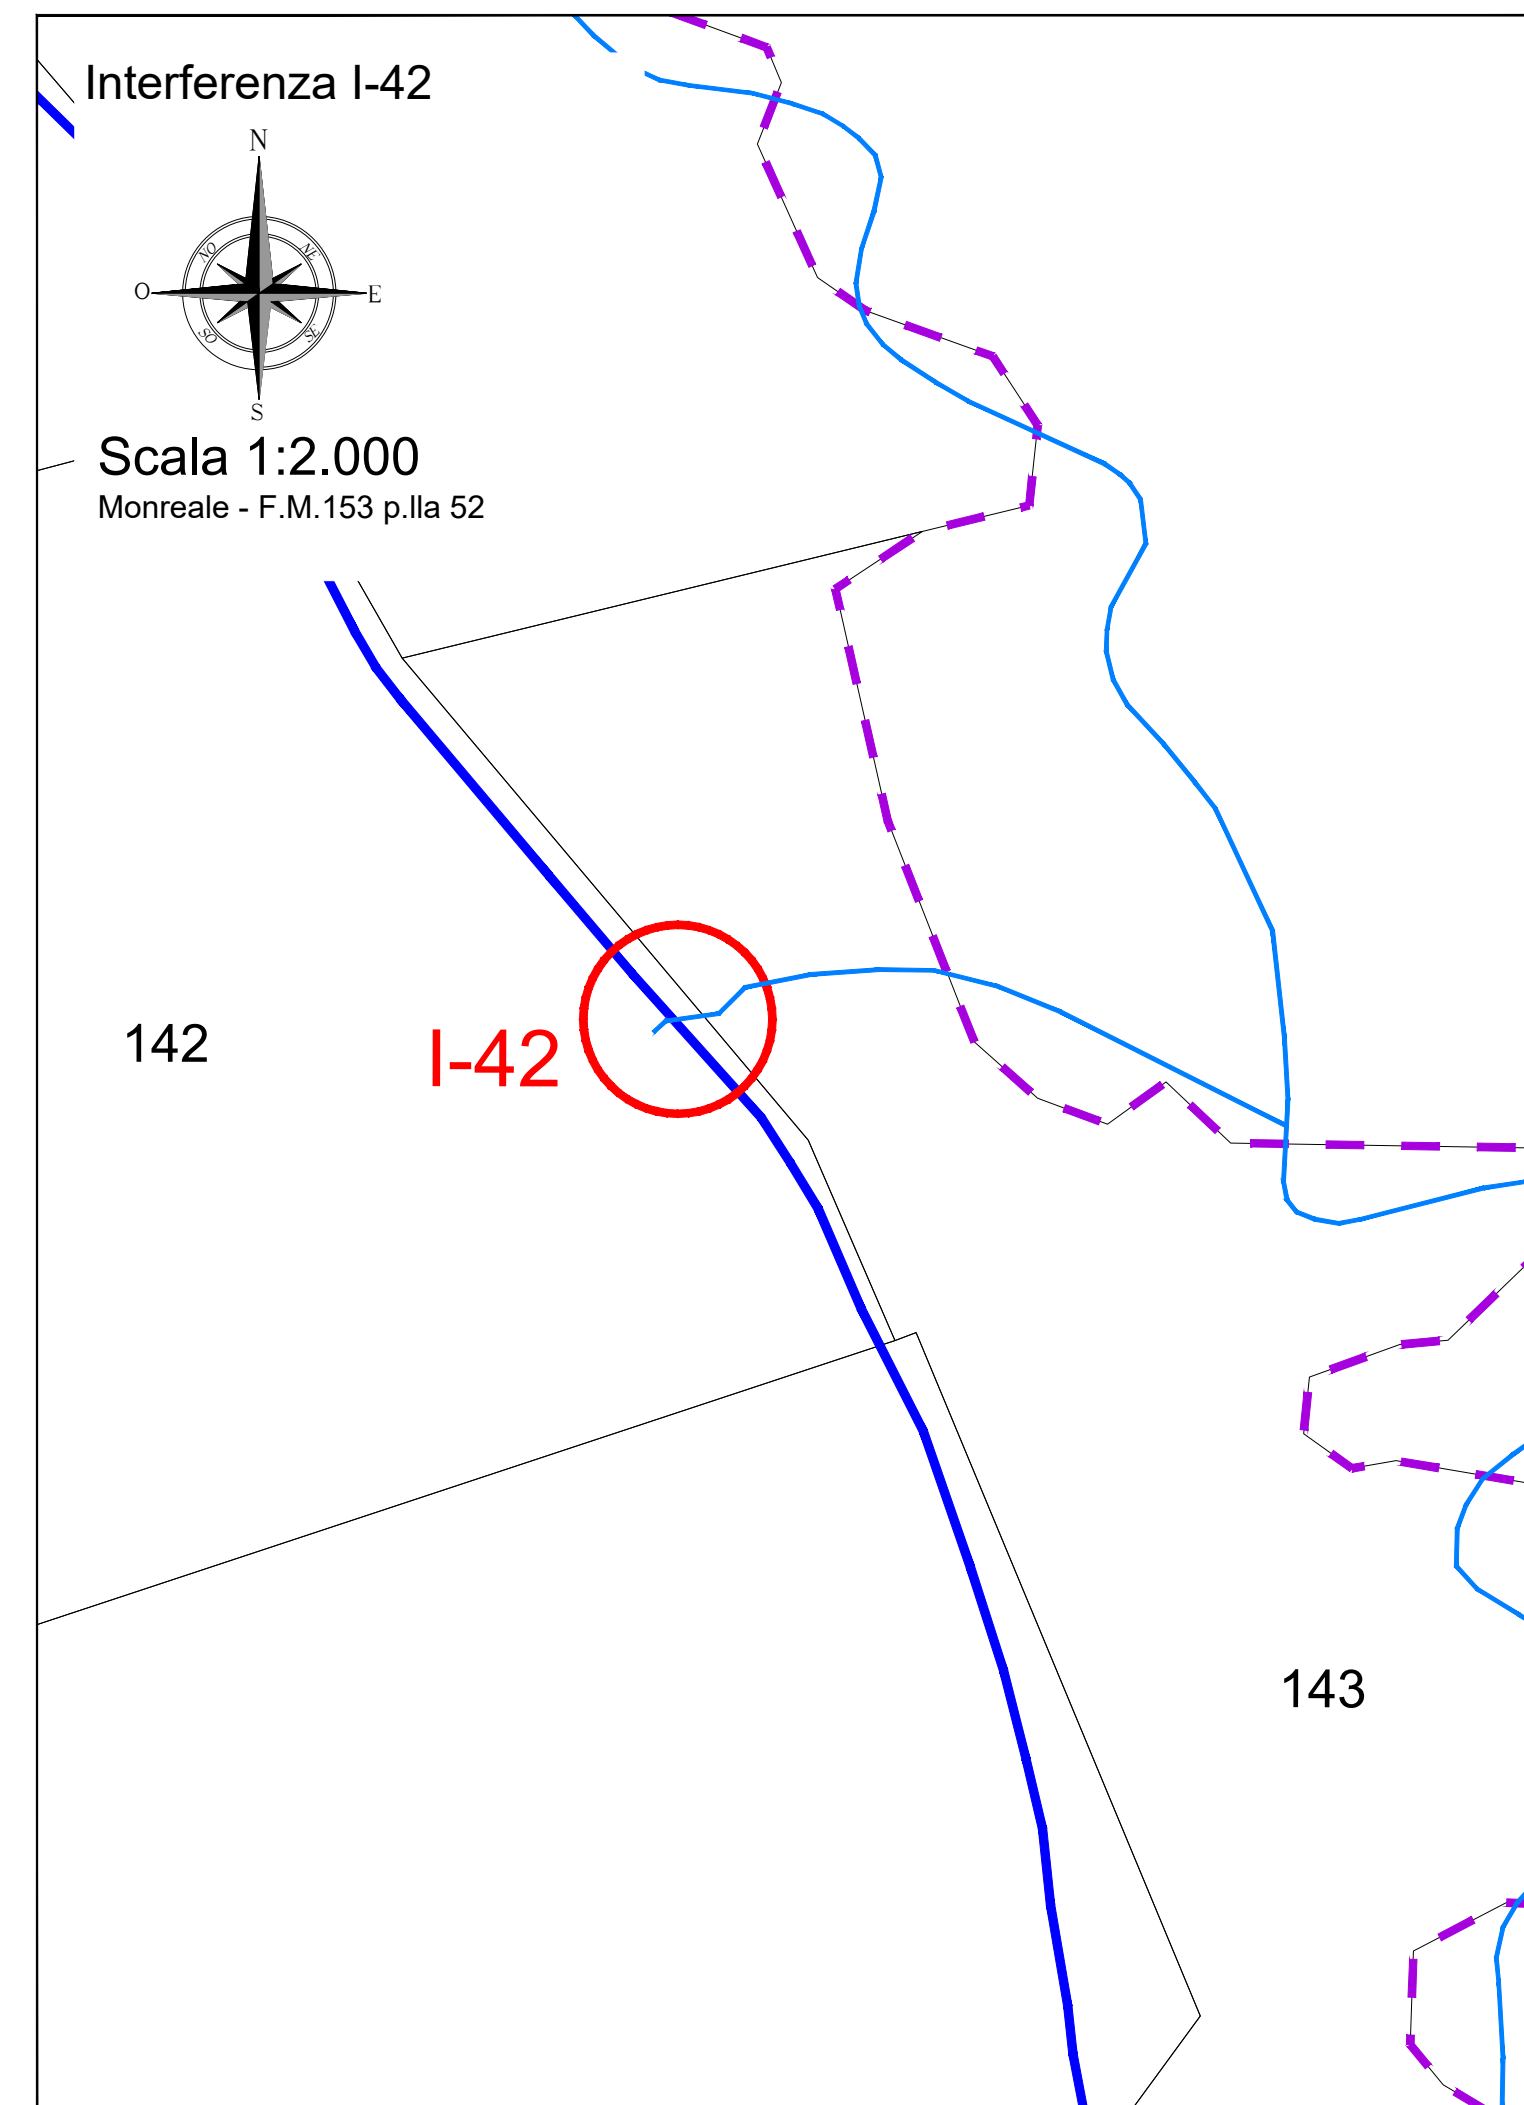 Interferenza I-42
N
NO
NE
O
E
SO
SE
S
Scala 1:2.000
Monreale - F.M.153 p.lla 52
142
I-42
143